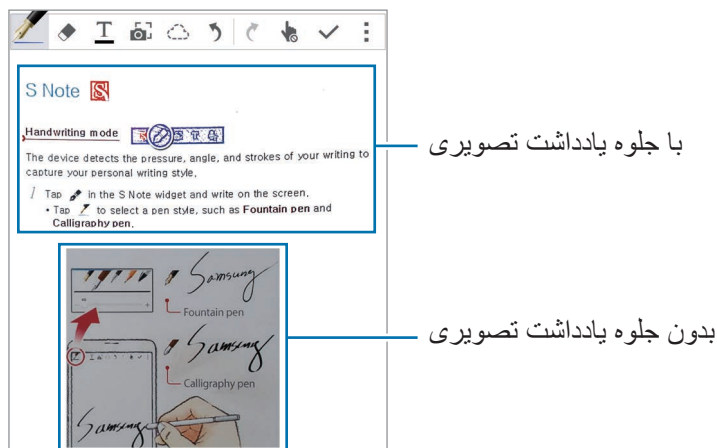 S Note
Handwriting mode
The device detects the pressure, angle, and strokes of your writing to
capture your personal writing style.
1 Tap in the S Note widget and write on the screen.
• Tap to select a pen style, such as Fountain pen and
Calligraphy pen.
با جلوه یادداشت تصویری
Samsung
Fountain pen
Samsung
Calligraphy pen
Samsung
بدون جلوه یادداشت تصویری